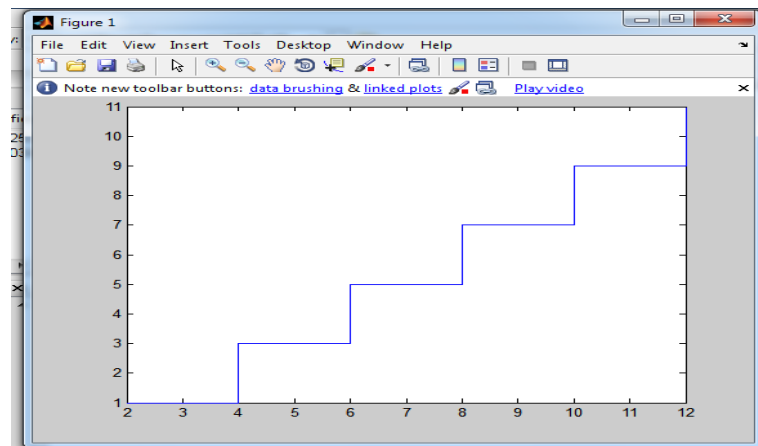 Figure 1
File Edit View Insert Tools Desktop Window Help
Note new toolbar buttons: data brushing & linked plots Play video
11
10
9
8
7
6
5
4
3
2
1
2 3 4 5 6 7 8 9 10 11 12